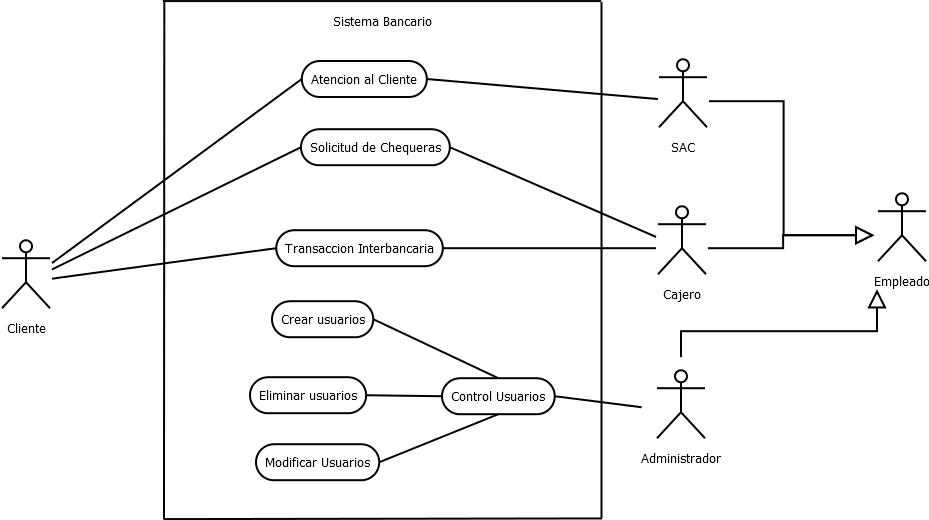 Sistema Bancario
Atencion al Cliente
SAC
Solicitud de Chequeras
Transaccion Interbancaria
Cajero
Empleado
Cliente
Crear usuarios
Eliminar usuarios
Control Usuarios
Modificar Usuarios
Administrador